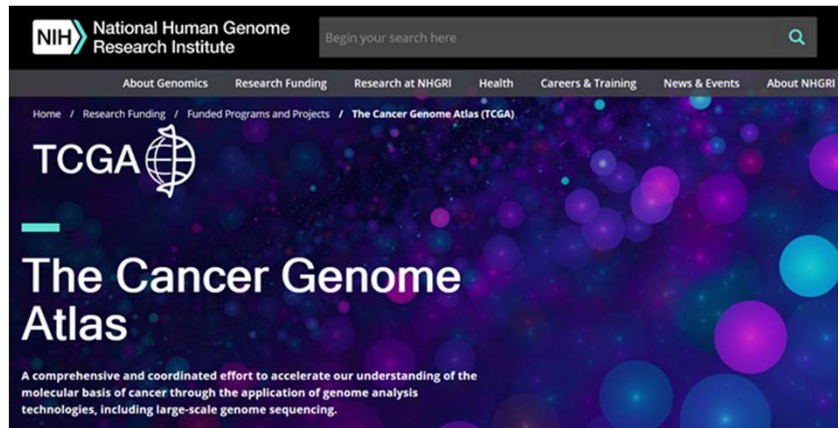 NIH National Human Genome
Research Institute
Begin your search here
About Genomics Research Funding Research at NHGRI Health Careers & Training News & Events About NHGRI
Home / Research Funding / Funded Programs and Projects / The Cancer Genome Atlas (TCGA)
TCGA
The Cancer Genome
Atlas
A comprehensive and coordinated effort to accelerate our understanding of the
molecular basis of cancer through the application of genome analysis
technologies, including large-scale genome sequencing.